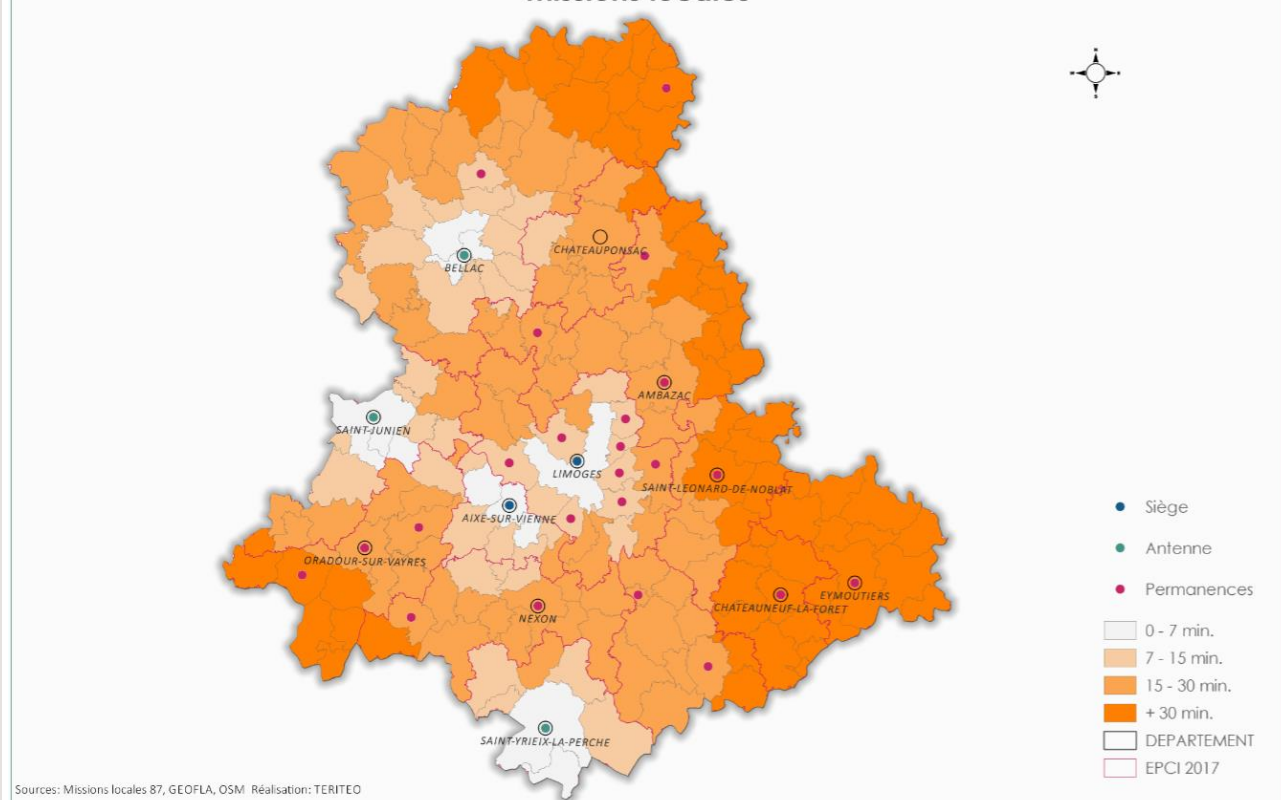 CHATEAUPONSAC
BELLAC
AMBAZAC
SAINT-JUNIEN
LIMOGES
SAINT-LEONARD-DE-NOBLAT
AIXE-SUR-VIENNE
ORADOUR-SUR-VAYRES
EYMOUTIERS
CHATEAUNEUF-LA-FORET
NEXON
SAINT-YRIEIX-LA-PERCHE
Siège
Antenne
Permanences
0 - 7 min.
7 - 15 min.
15 - 30 min.
+ 30 min.
DEPARTEMENT
EPCI 2017
Sources: Missions locales 87, GEOFLA, OSM Réalisation: TERITEO